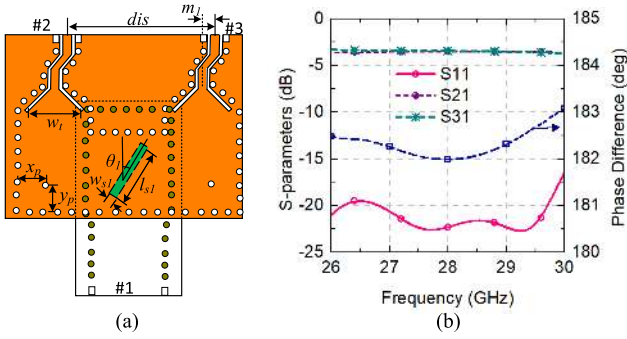 #2
dis
m1
#3
wt
xp
yp
θ1
ws1
ls1
#1
(a)
S-parameters (dB)
0
-5
-10
-15
-20
-25
S11
S21
S31
185
184
183
182
181
180
Phase Difference (deg)
26 27 28 29 30
Frequency (GHz)
(b)